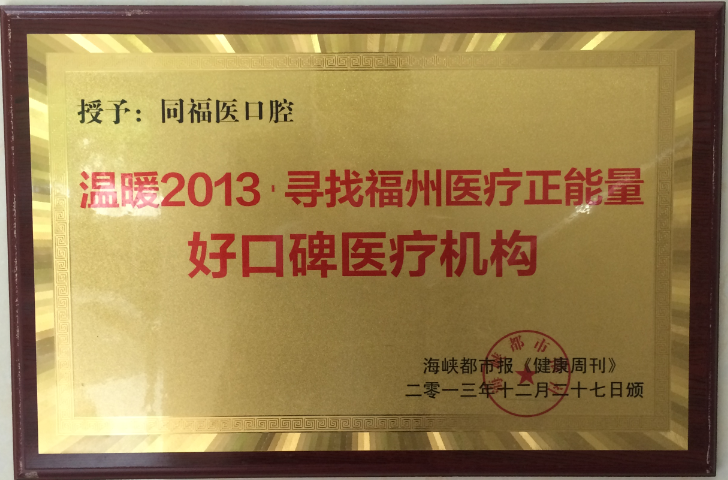 授予：同福医口腔
温暖2013·寻找福州医疗正能量
好口碑医疗机构
海峡都市报《健康周刊》
二零一三年十二月二十七日颁